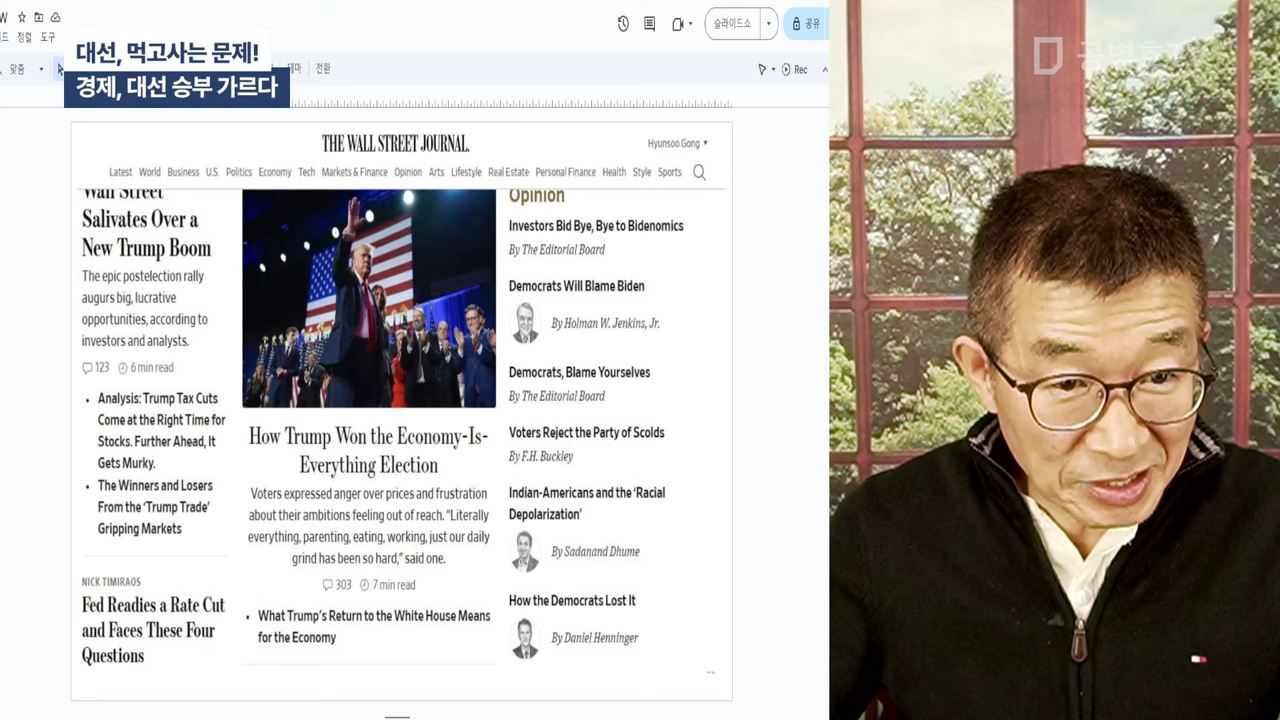 정렬 도구
슬라이드쇼
공유
대선, 먹고사는 문제!
경제, 대선 승부 가르다
맞춤
테마 전환
Rec
THE WALL STREET JOURNAL.
Hyunsoo Gong
Latest World Business U.S. Politics Economy Tech Markets & Finance Opinion Arts Lifestyle Real Estate Personal Finance Health Style Sports
Wall Street
Salivates Over a
New Trump Boom
The epic postelection rally
augurs big, lucrative
opportunities, according to
investors and analysts.
123 6 min read
• Analysis: Trump Tax Cuts
Come at the Right Time for
Stocks. Further Ahead, It
Gets Murky.
• The Winners and Losers
From the ‘Trump Trade’
Gripping Markets
NICK TIMIRAOS
Fed Readies a Rate Cut
and Faces These Four
Questions
How Trump Won the Economy-Is-
Everything Election
Voters expressed anger over prices and frustration
about their ambitions feeling out of reach. “Literally
everything, parenting, eating, working, just our daily
grind has been so hard,” said one.
303 7 min read
• What Trump’s Return to the White House Means
for the Economy
Opinion
Investors Bid Bye, Bye to Bidenomics
By The Editorial Board
Democrats Will Blame Biden
By Holman W. Jenkins, Jr.
Democrats, Blame Yourselves
By The Editorial Board
Voters Reject the Party of Scolds
By F.H. Buckley
Indian-Americans and the ‘Racial
Depolarization’
By Sadanand Dhume
How the Democrats Lost It
By Daniel Henninger